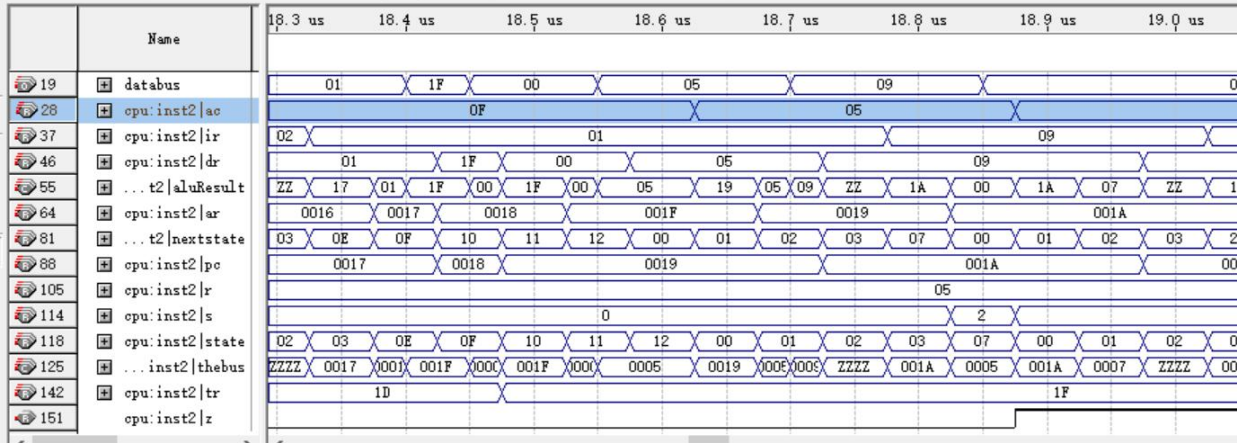 18.3 us 18.4 us 18.5 us 18.6 us 18.7 us 18.8 us 18.9 us 19.0 us
Name
19 databus 01 1F 00 05 09 0
28 cpu:inst2|ac 0F 05
37 cpu:inst2|ir 02 01 09
46 cpu:inst2|dr 01 1F 00 05 09
55 ...t2|aluResult ZZ 17 01 1F 00 1F 00 05 19 05 09 ZZ 1A 00 1A 07 ZZ 1
64 cpu:inst2|ar 0016 0017 0018 001F 0019 001A
81 ...t2|nextstate 03 0E 0F 10 11 12 00 01 02 03 07 00 01 02 03 2
88 cpu:inst2|pc 0017 0018 0019 001A 00
105 cpu:inst2|r 05
114 cpu:inst2|s 0 2
118 cpu:inst2|state 02 03 0E 0F 10 11 12 00 01 02 03 07 00 01 02 0
125 ...inst2|thebus ZZZZ 0017 0001 001F 000 001F 000 0005 0019 0005 0009 ZZZZ 001A 0005 001A 0007 ZZZZ 00
142 cpu:inst2|tr 1D 1F
151 cpu:inst2|z